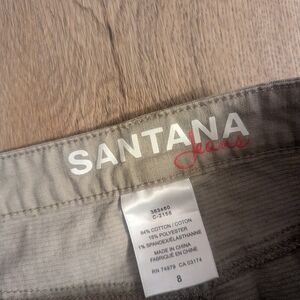 SANTANA
Jeans
363460
C-2158
84% COTTON / COTON
15% POLYESTER
1% SPANDEX/ELASTHANNE
MADE IN CHINA
FABRIQUÉ EN CHINE
RN 74879 CA 03174
8